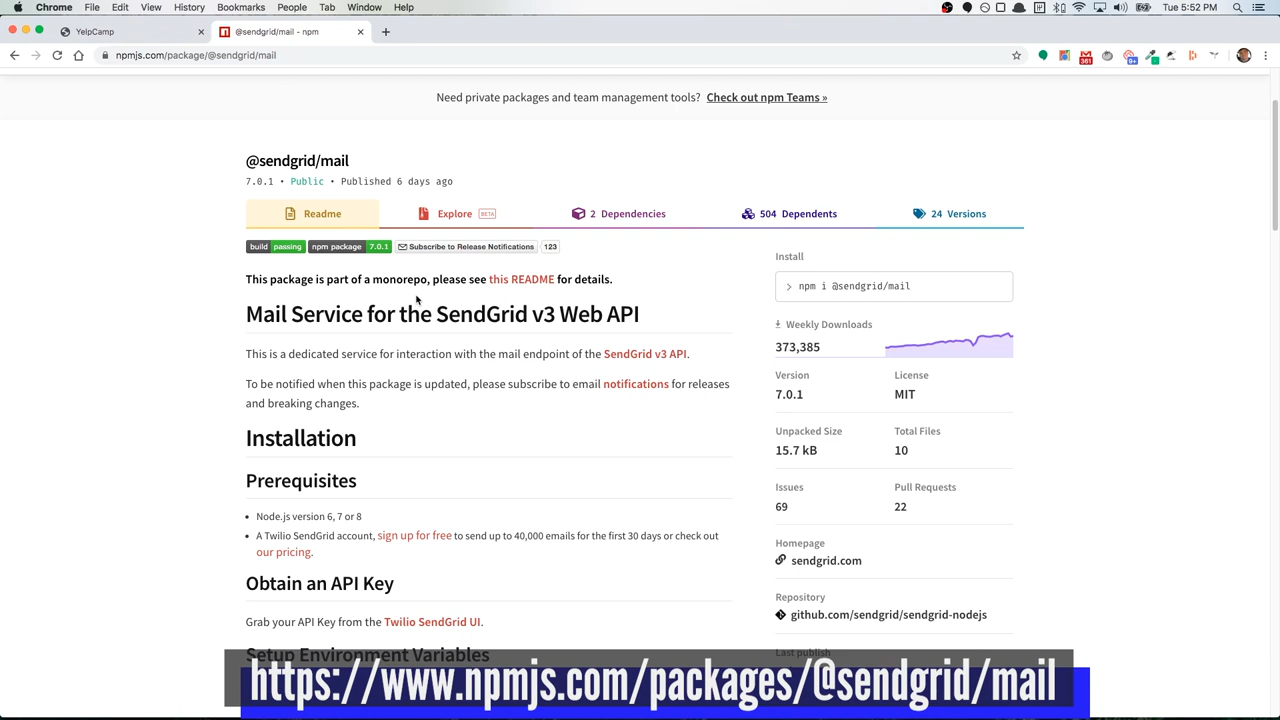 Chrome File Edit View History Bookmarks People Tab Window Help Tue 5:52 PM
YelpCamp @sendgrid/mail - npm
npmjs.com/package/@sendgrid/mail 361 9+
Need private packages and team management tools? Check out npm Teams »
@sendgrid/mail
7.0.1 • Public • Published 6 days ago
Readme Explore BETA 2 Dependencies 504 Dependents 24 Versions
build passing npm package 7.0.1 Subscribe to Release Notifications 123
This package is part of a monorepo, please see this README for details.
Mail Service for the SendGrid v3 Web API
This is a dedicated service for interaction with the mail endpoint of the SendGrid v3 API.
To be notified when this package is updated, please subscribe to email notifications for releases
and breaking changes.
Installation
Prerequisites
• Node.js version 6, 7 or 8
• A Twilio SendGrid account, sign up for free to send up to 40,000 emails for the first 30 days or check out
our pricing.
Obtain an API Key
Grab your API Key from the Twilio SendGrid UI.
Setup Environment Variables
Install
> npm i @sendgrid/mail
Weekly Downloads
373,385
Version License
7.0.1 MIT
Unpacked Size Total Files
15.7 kB 10
Issues Pull Requests
69 22
Homepage
sendgrid.com
Repository
github.com/sendgrid/sendgrid-nodejs
Last publish
https://www.npmjs.com/packages/@sendgrid/mail